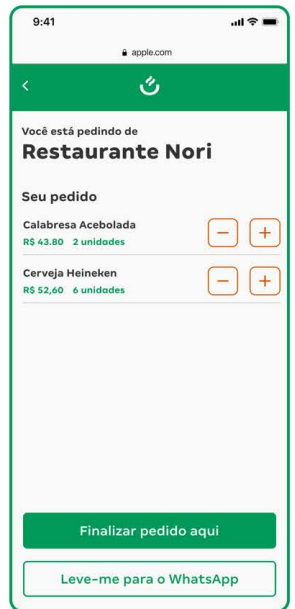 9:41
apple.com
Você está pedindo de
Restaurante Nori
Seu pedido
Calabresa Acebolada
R$ 43.80 2 unidades
Cerveja Heineken
R$ 52,60 6 unidades
Finalizar pedido aqui
Leve-me para o WhatsApp